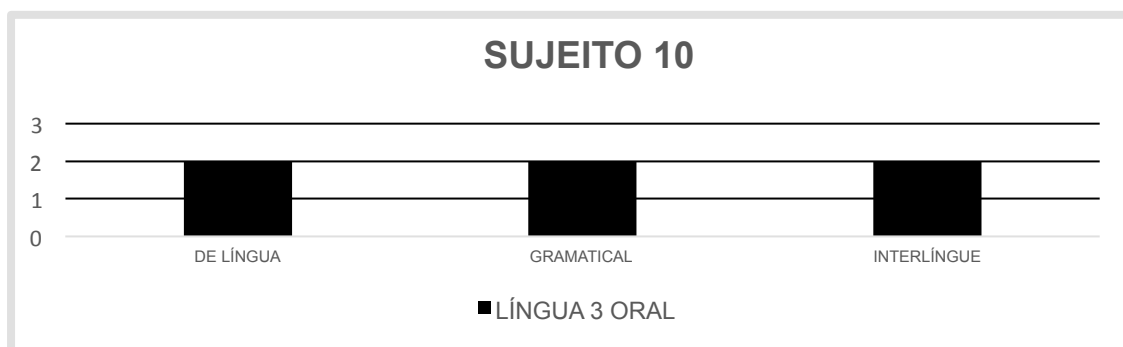 SUJEITO 10
3
2
1
0
DE LÍNGUA GRAMATICAL INTERLÍNGUE
LÍNGUA 3 ORAL